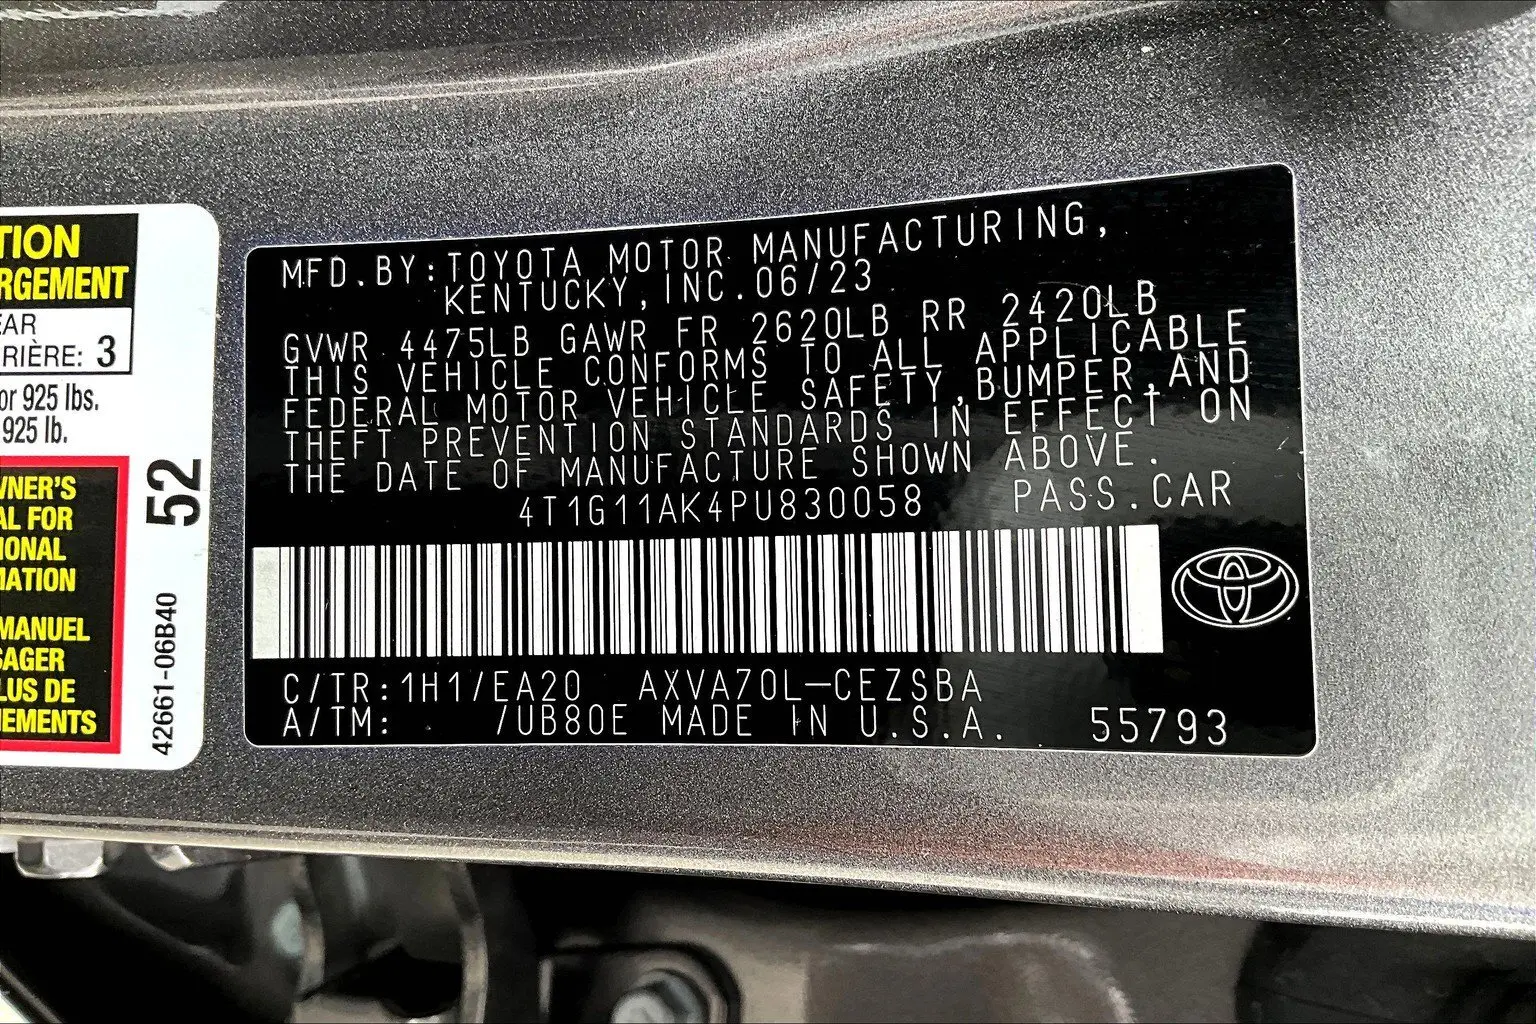 TION
RGEMENT
EAR
RIÈRE: 3
or 925 lbs.
925 lb.
WNER'S
AL FOR
IONAL
MATION
MANUEL
SAGER
LUS DE
NEMENTS
52
42661-06B40
MFD.BY:TOYOTA MOTOR MANUFACTURING,
KENTUCKY,INC.06/23
GVWR 4475LB GAWR FR 2620LB RR 2420LB
THIS VEHICLE CONFORMS TO ALL APPLICABLE
FEDERAL MOTOR VEHICLE SAFETY,BUMPER,AND
THEFT PREVENTION STANDARDS IN EFFECT ON
THE DATE OF MANUFACTURE SHOWN ABOVE.
4T1G11AK4PU830058 PASS.CAR
C/TR:1H1/EA20 AXVA70L-CEZSBA
A/TM: /UB80E MADE IN U.S.A. 55793